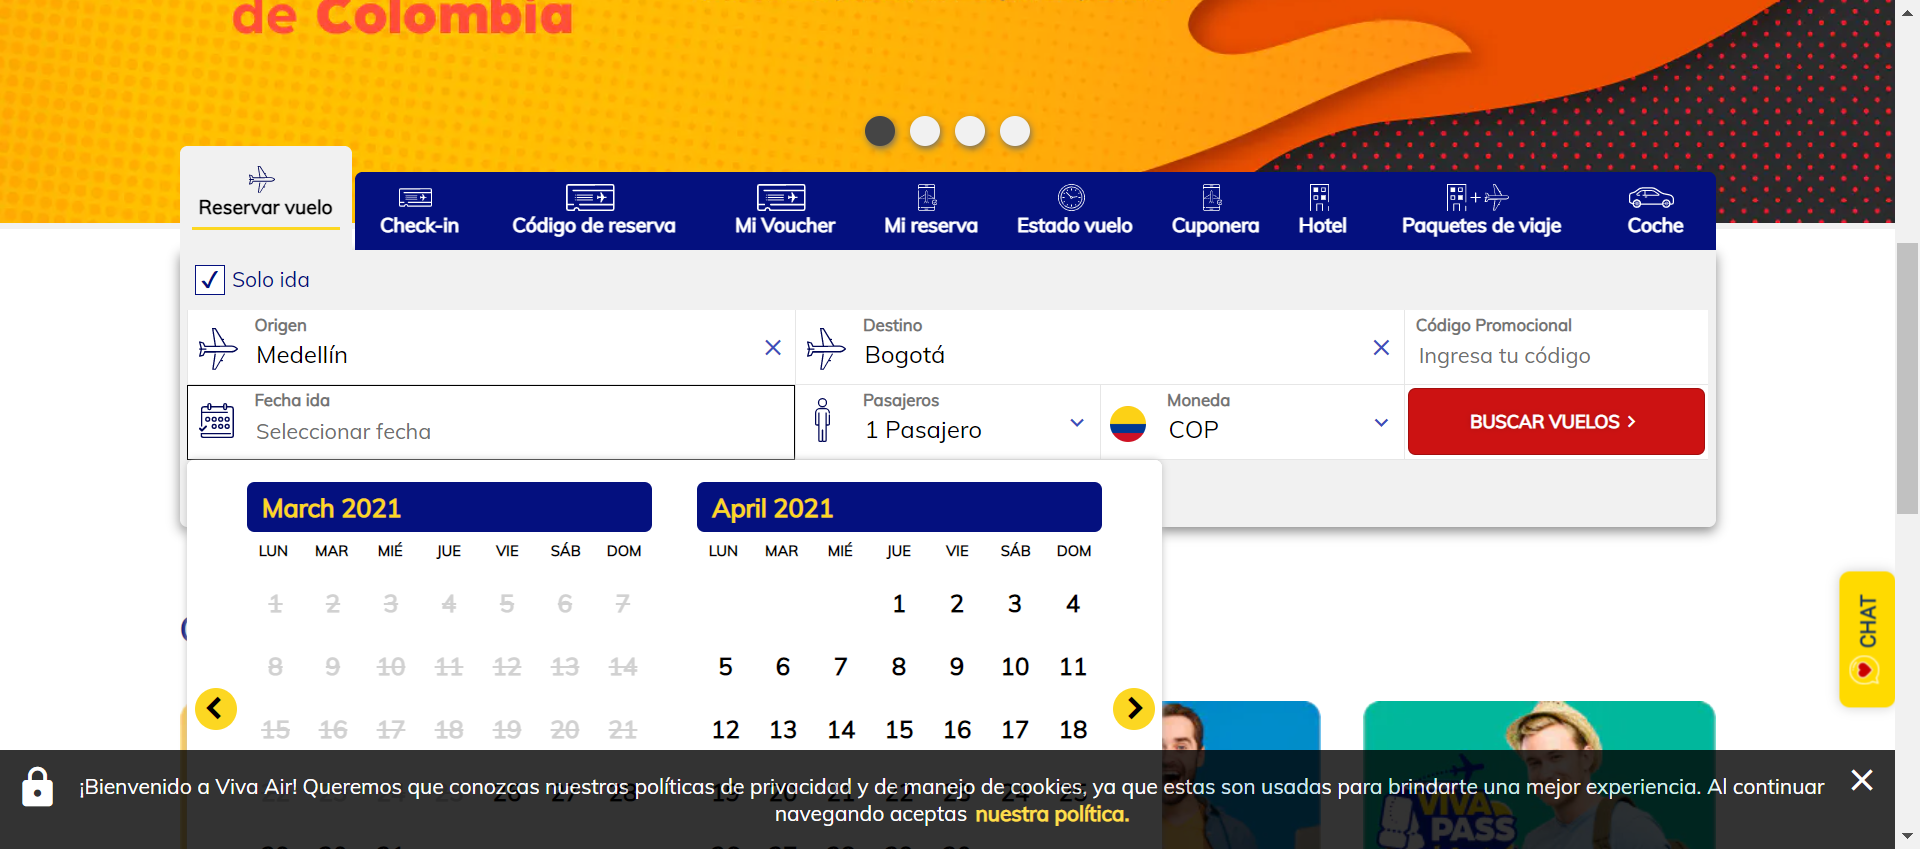 de Colombia
Reservar vuelo
Check-in
Código de reserva
Mi Voucher
Mi reserva
Estado vuelo
Cuponera
Hotel
Paquetes de viaje
Coche
Solo ida
Origen
Medellín
Destino
Bogotá
Código Promocional
Ingresa tu código
Fecha ida
Seleccionar fecha
Pasajeros
1 Pasajero
Moneda
COP
BUSCAR VUELOS
March 2021
LUN MAR MIÉ JUE VIE SÁB DOM
1 2 3 4 5 6 7
8 9 10 11 12 13 14
15 16 17 18 19 20 21
April 2021
LUN MAR MIÉ JUE VIE SÁB DOM
1 2 3 4
5 6 7 8 9 10 11
12 13 14 15 16 17 18
CHAT
¡Bienvenido a Viva Air! Queremos que conozcas nuestras políticas de privacidad y de manejo de cookies, ya que estas son usadas para brindarte una mejor experiencia. Al continuar
navegando aceptas nuestra política.
VIVA
PASS